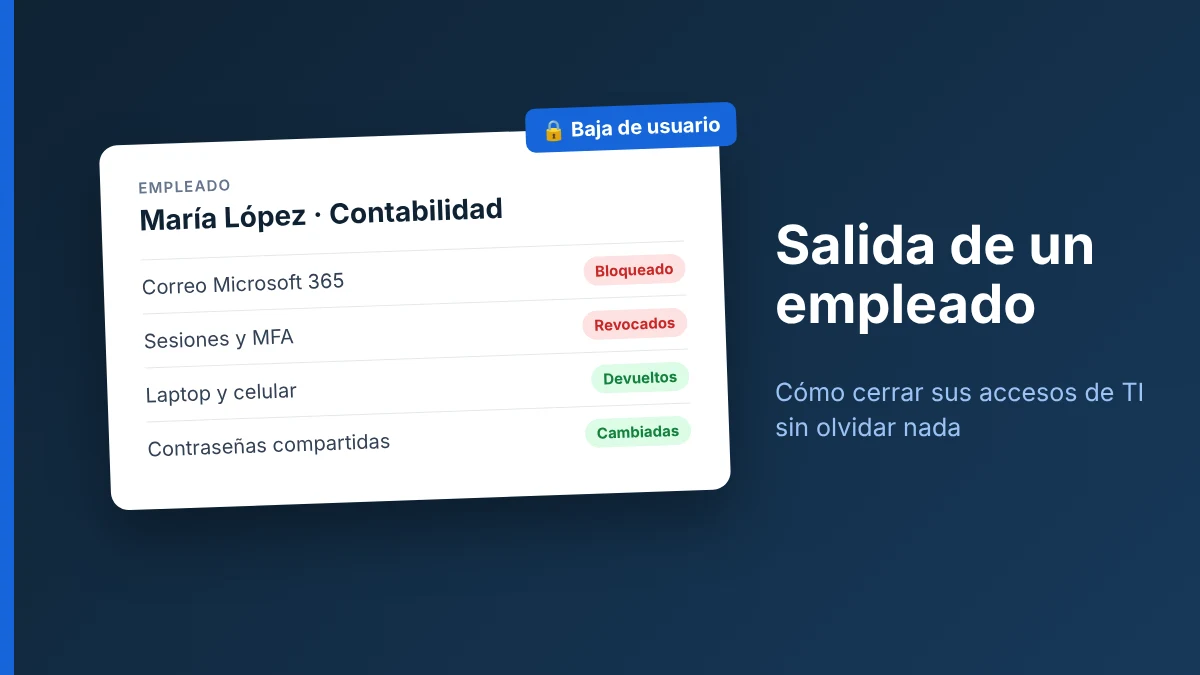 🔒 Baja de usuario
EMPLEADO
María López · Contabilidad
Correo Microsoft 365
Bloqueado
Sesiones y MFA
Revocados
Laptop y celular
Devueltos
Contraseñas compartidas
Cambiadas
Salida de un
empleado
Cómo cerrar sus accesos de TI
sin olvidar nada